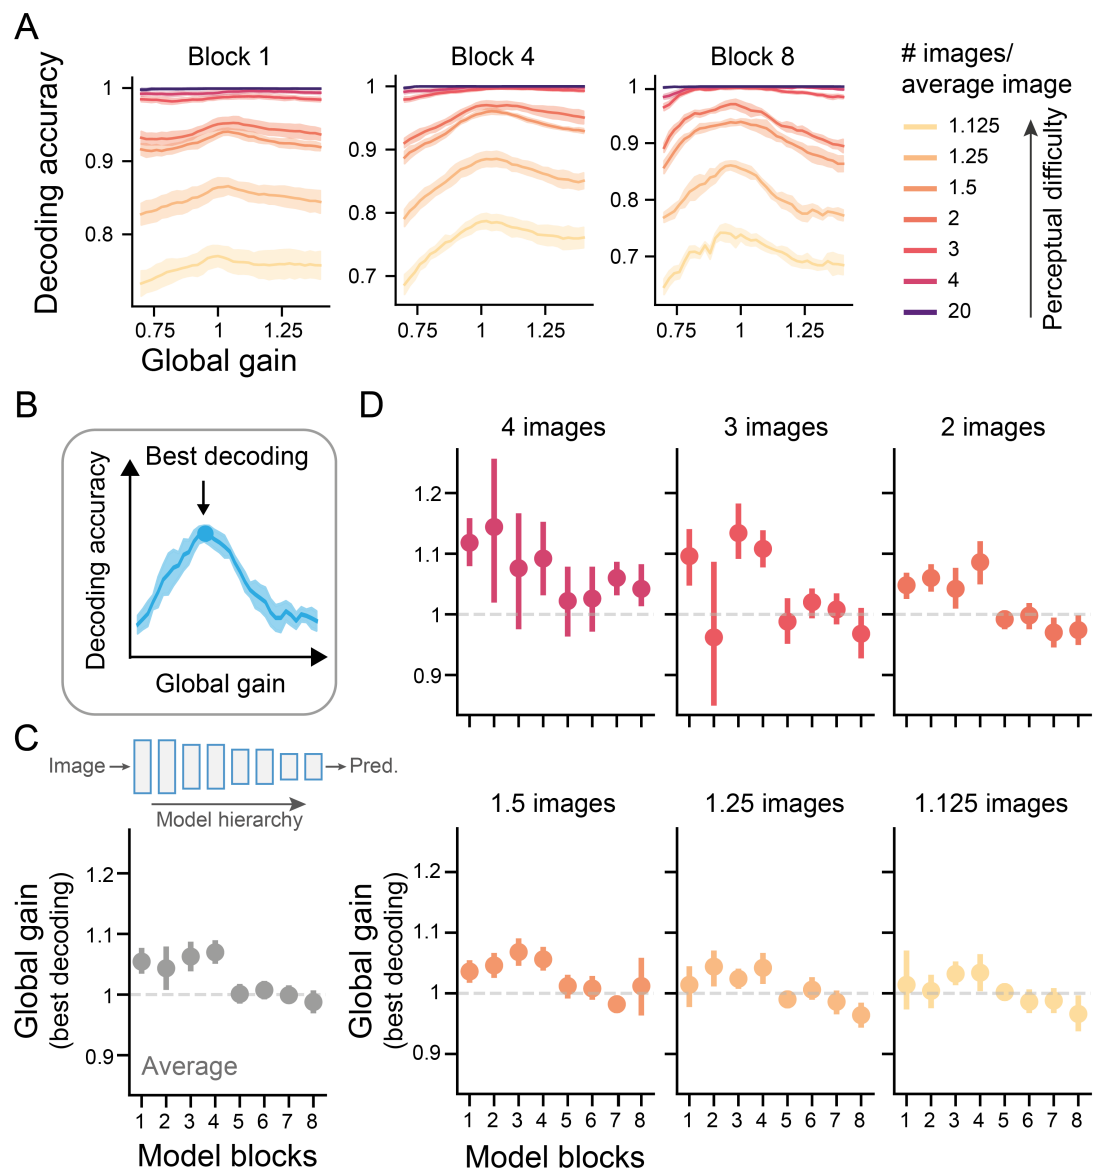 A
Block 1
Block 4
Block 8
# images/
average image
Decoding accuracy
1
0.9
0.8
1
0.9
0.8
0.7
1
0.9
0.8
0.7
0.75
1
1.25
0.75
1
1.25
0.75
1
1.25
Global gain
1.125
1.25
1.5
2
3
4
20
Perceptual difficulty
B
Best decoding
Decoding accuracy
Global gain
C
Image
Pred.
Model hierarchy
Global gain
(best decoding)
1.2
1.1
1
0.9
Average
1 2 3 4 5 6 7 8
Model blocks
D
4 images
3 images
2 images
1.2
1.1
1
0.9
1.5 images
1.25 images
1.125 images
Global gain
(best decoding)
1.2
1.1
1
0.9
1 2 3 4 5 6 7 8
1 2 3 4 5 6 7 8
1 2 3 4 5 6 7 8
Model blocks